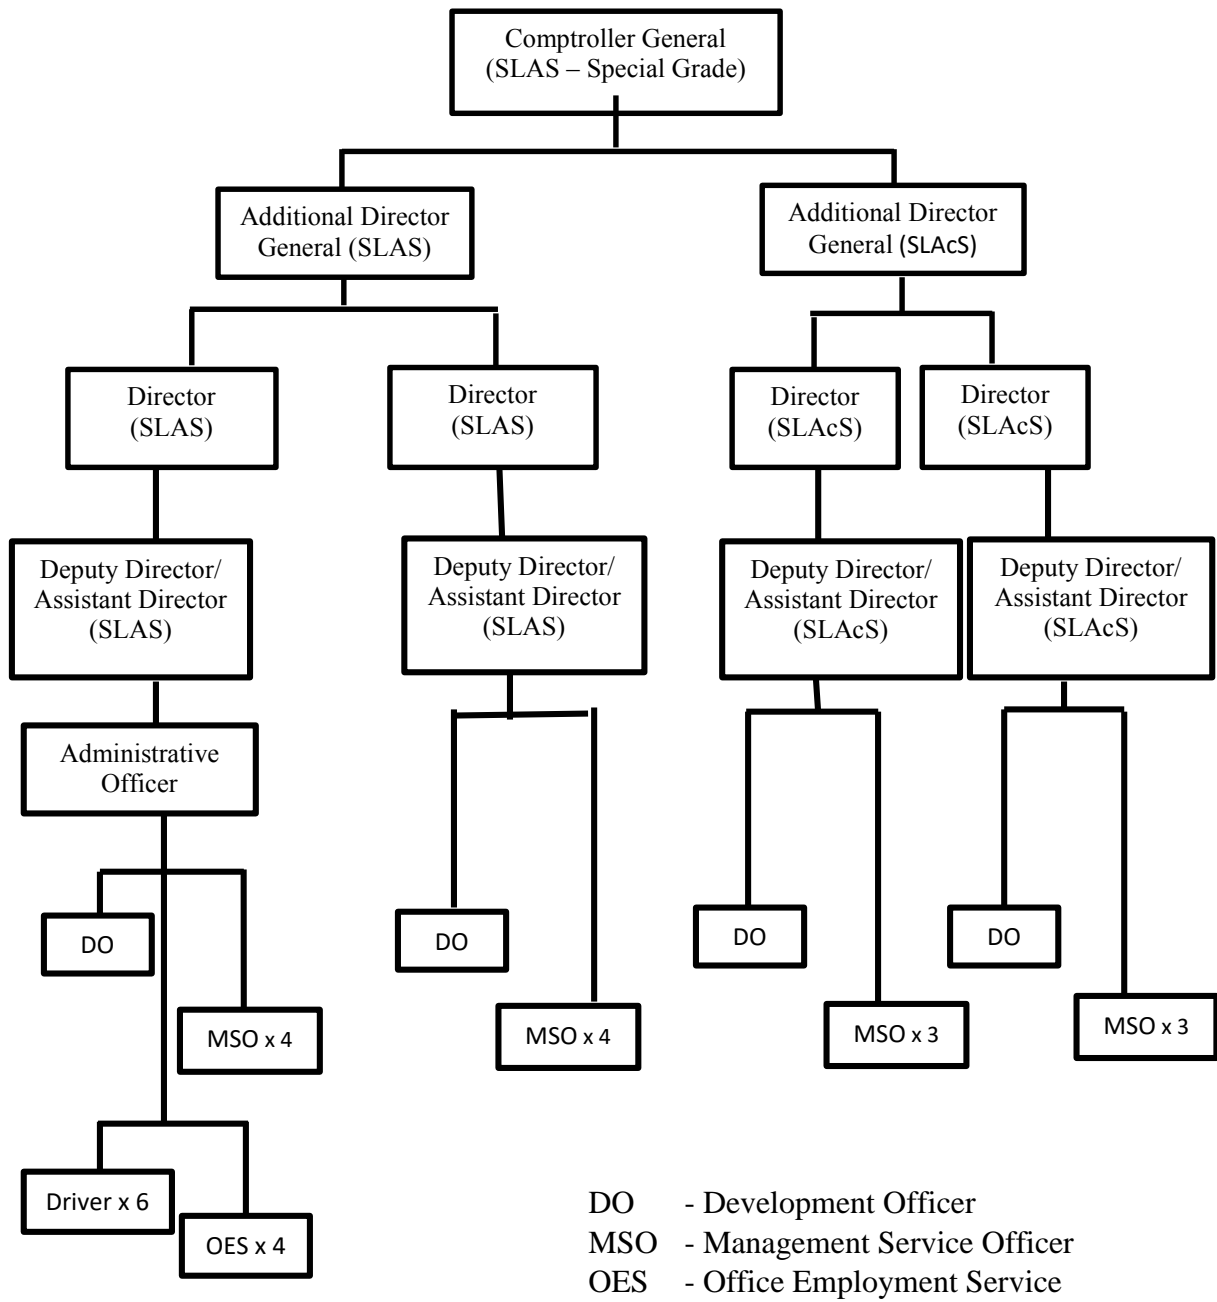 Comptroller General
(SLAS – Special Grade)
Additional Director
General (SLAS)
Additional Director
General (SLAcS)
Director
(SLAS)
Director
(SLAS)
Director
(SLAcS)
Director
(SLAcS)
Deputy Director/
Assistant Director
(SLAS)
Deputy Director/
Assistant Director
(SLAS)
Deputy Director/
Assistant Director
(SLAcS)
Deputy Director/
Assistant Director
(SLAcS)
Administrative
Officer
DO
DO
DO
DO
MSO x 4
MSO x 4
MSO x 3
MSO x 3
Driver x 6
OES x 4
DO - Development Officer
MSO - Management Service Officer
OES - Office Employment Service